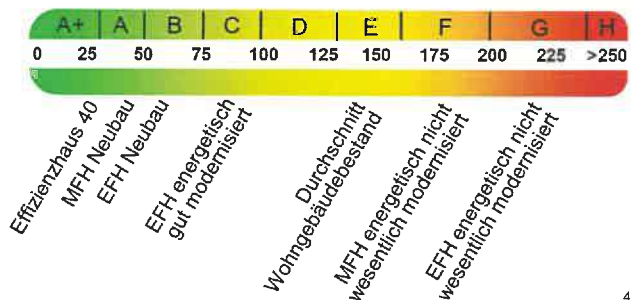 A+ A B C D E F G H
0 25 50 75 100 125 150 175 200 225 >250
Effizienzhaus 40
MFH Neubau
EFH Neubau
EFH energetisch
gut modernisiert
Durchschnitt
Wohngebäudebestand
MFH energetisch nicht
wesentlich modernisiert
EFH energetisch nicht
wesentlich modernisiert
4